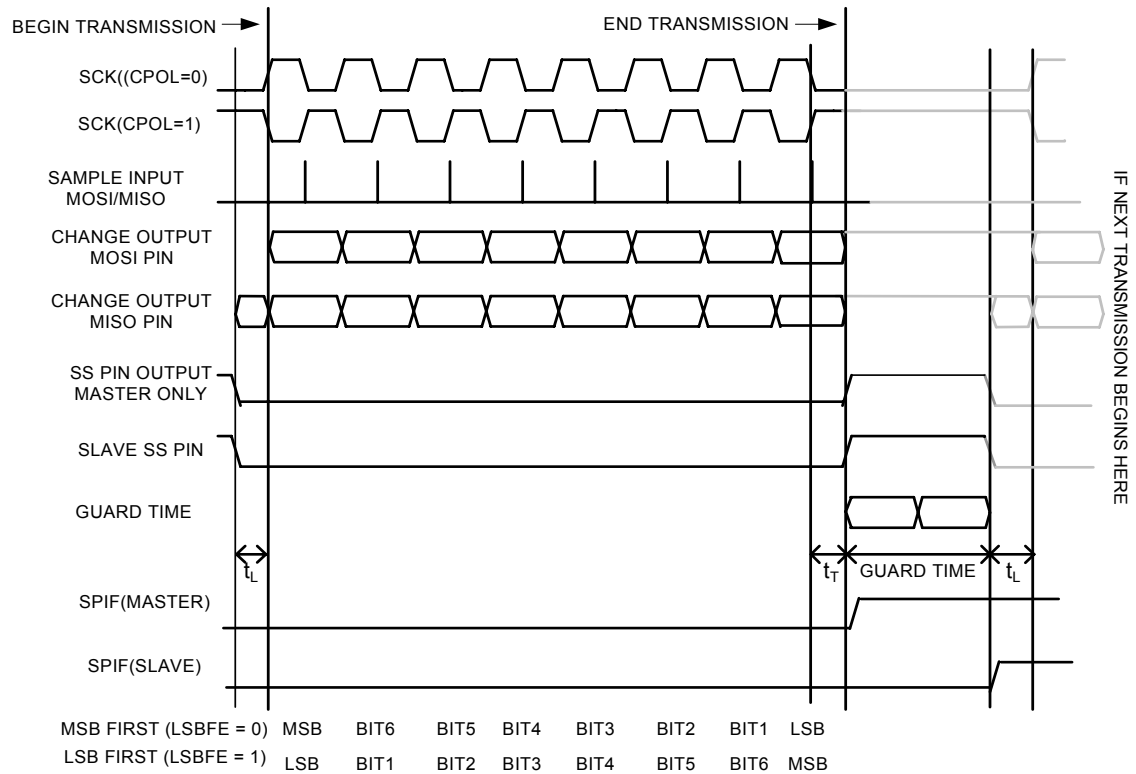 BEGIN TRANSMISSION
END TRANSMISSION
SCK((CPOL=0)
SCK(CPOL=1)
SAMPLE INPUT
MOSI/MISO
CHANGE OUTPUT
MOSI PIN
CHANGE OUTPUT
MISO PIN
SS PIN OUTPUT
MASTER ONLY
SLAVE SS PIN
GUARD TIME
tL
tT
GUARD TIME
tL
SPIF(MASTER)
SPIF(SLAVE)
MSB FIRST (LSBFE = 0) MSB BIT6 BIT5 BIT4 BIT3 BIT2 BIT1 LSB
LSB FIRST (LSBFE = 1) LSB BIT1 BIT2 BIT3 BIT4 BIT5 BIT6 MSB
IF NEXT TRANSMISSION BEGINS HERE